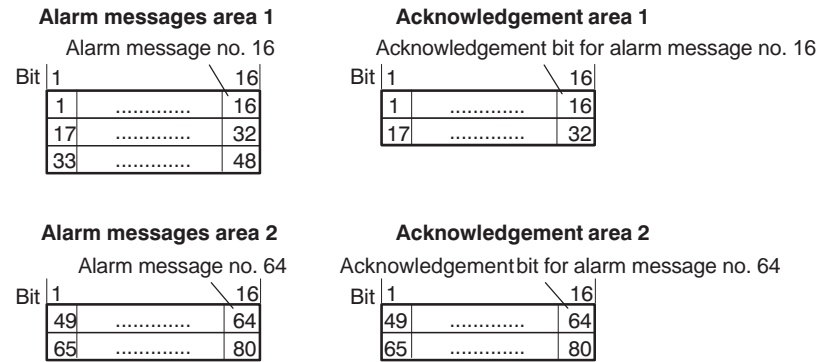 Alarm messages area 1
Alarm message no. 16
Bit 1 16
1 ............. 16
17 ............. 32
33 ............. 48
Acknowledgement area 1
Acknowledgement bit for alarm message no. 16
Bit 1 16
1 ............. 16
17 ............. 32
Alarm messages area 2
Alarm message no. 64
Bit 1 16
49 ............. 64
65 ............. 80
Acknowledgement area 2
Acknowledgementbit for alarm message no. 64
Bit 1 16
49 ............. 64
65 ............. 80